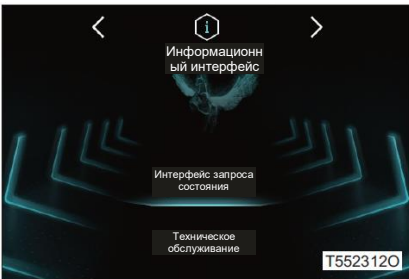 Информационн
ый интерфейс
Интерфейс запроса
состояния
Техническое
обслуживание
T552312O